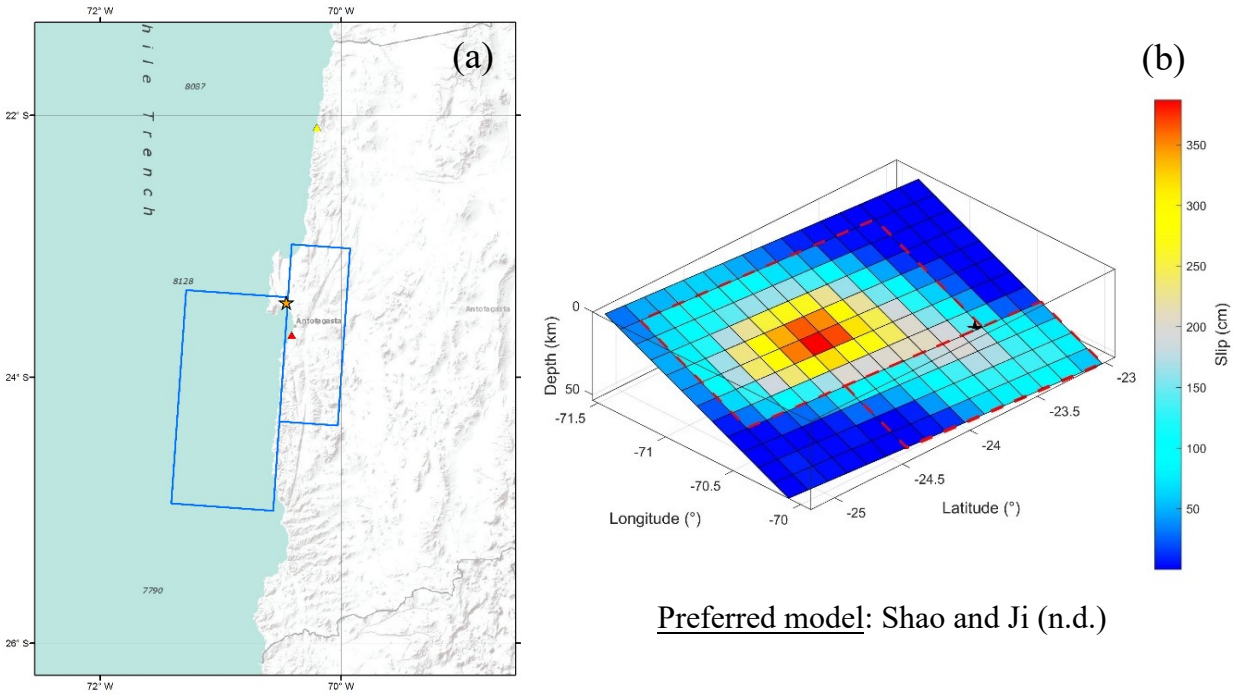 72° W
70° W
(a)
hile Trench
8087
22° S
8128
Antofagasta
Antofagasta
24° S
7790
26° S
72° W
70° W
(b)
0
50
Depth (km)
-71.5
-71
-70.5
-70
Longitude (°)
-25
-24.5
-24
-23.5
-23
Latitude (°)
350
300
250
200
150
100
50
Slip (cm)
Preferred model: Shao and Ji (n.d.)